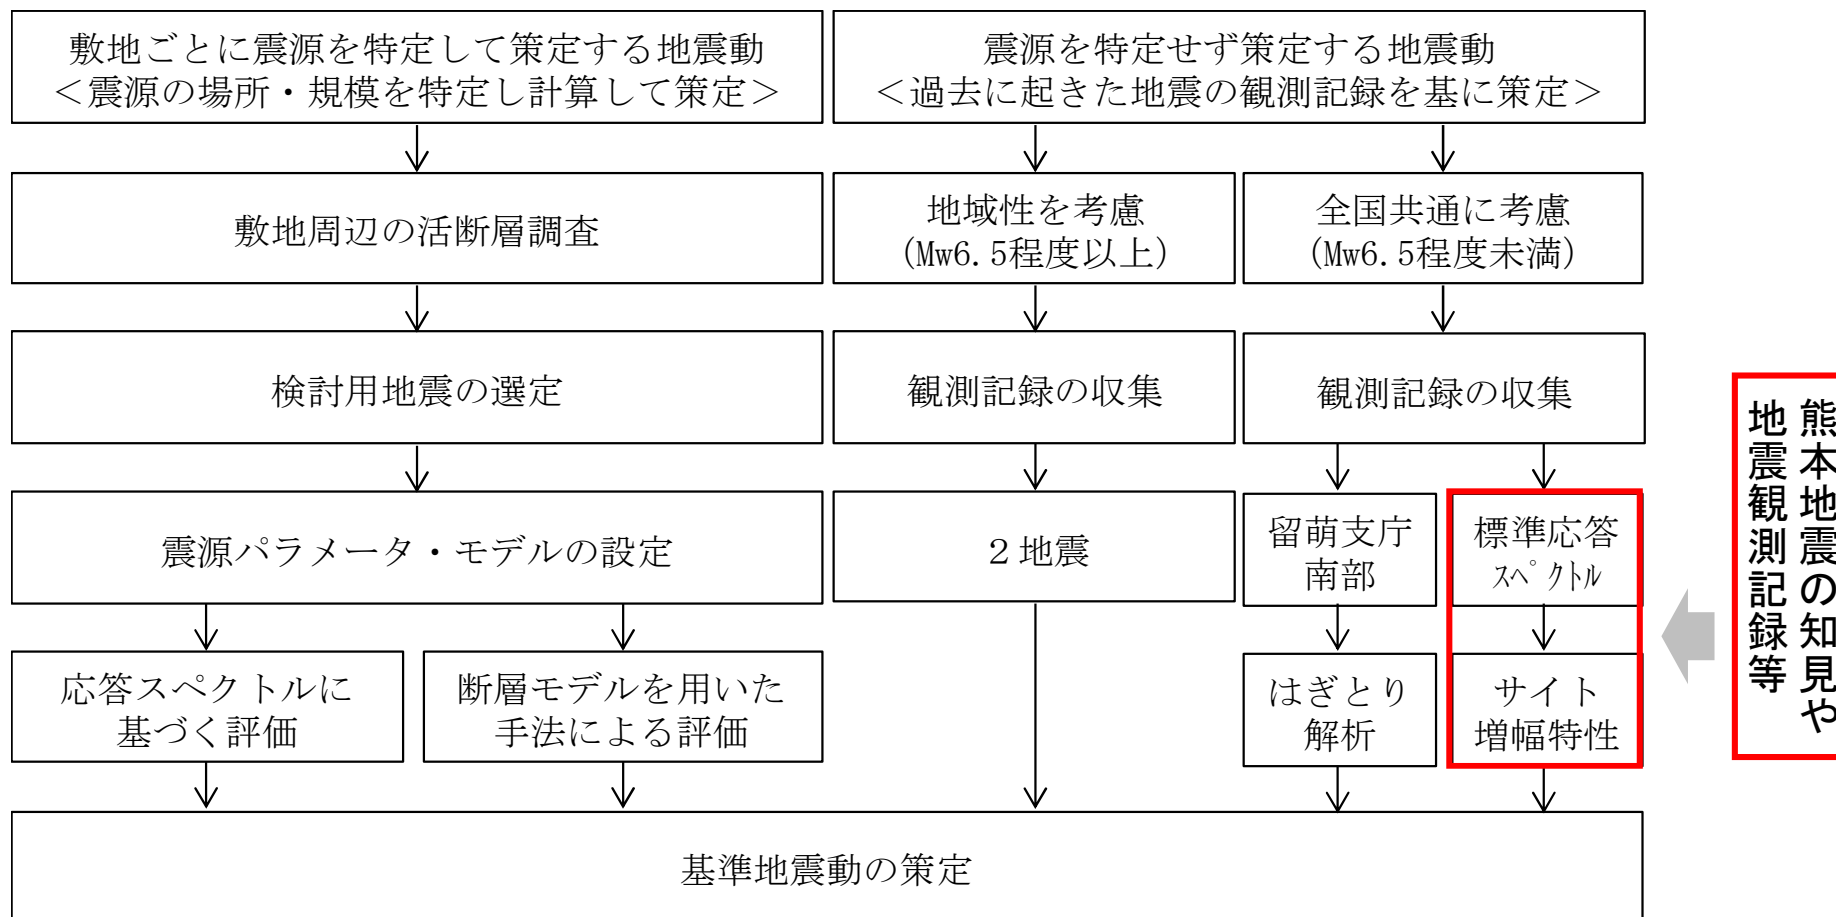 敷地ごとに震源を特定して策定する地震動
＜震源の場所・規模を特定し計算して策定＞
震源を特定せず策定する地震動
＜過去に起きた地震の観測記録を基に策定＞
敷地周辺の活断層調査
地域性を考慮
(Mw6.5程度以上)
全国共通に考慮
(Mw6.5程度未満)
検討用地震の選定
観測記録の収集
観測記録の収集
震源パラメータ・モデルの設定
２地震
留萌支庁
南部
標準応答
ｽﾍﾟｸﾄﾙ
熊本地震の知見や
地震観測記録等
応答スペクトルに
基づく評価
断層モデルを用いた
手法による評価
はぎとり
解析
サイト
増幅特性
基準地震動の策定